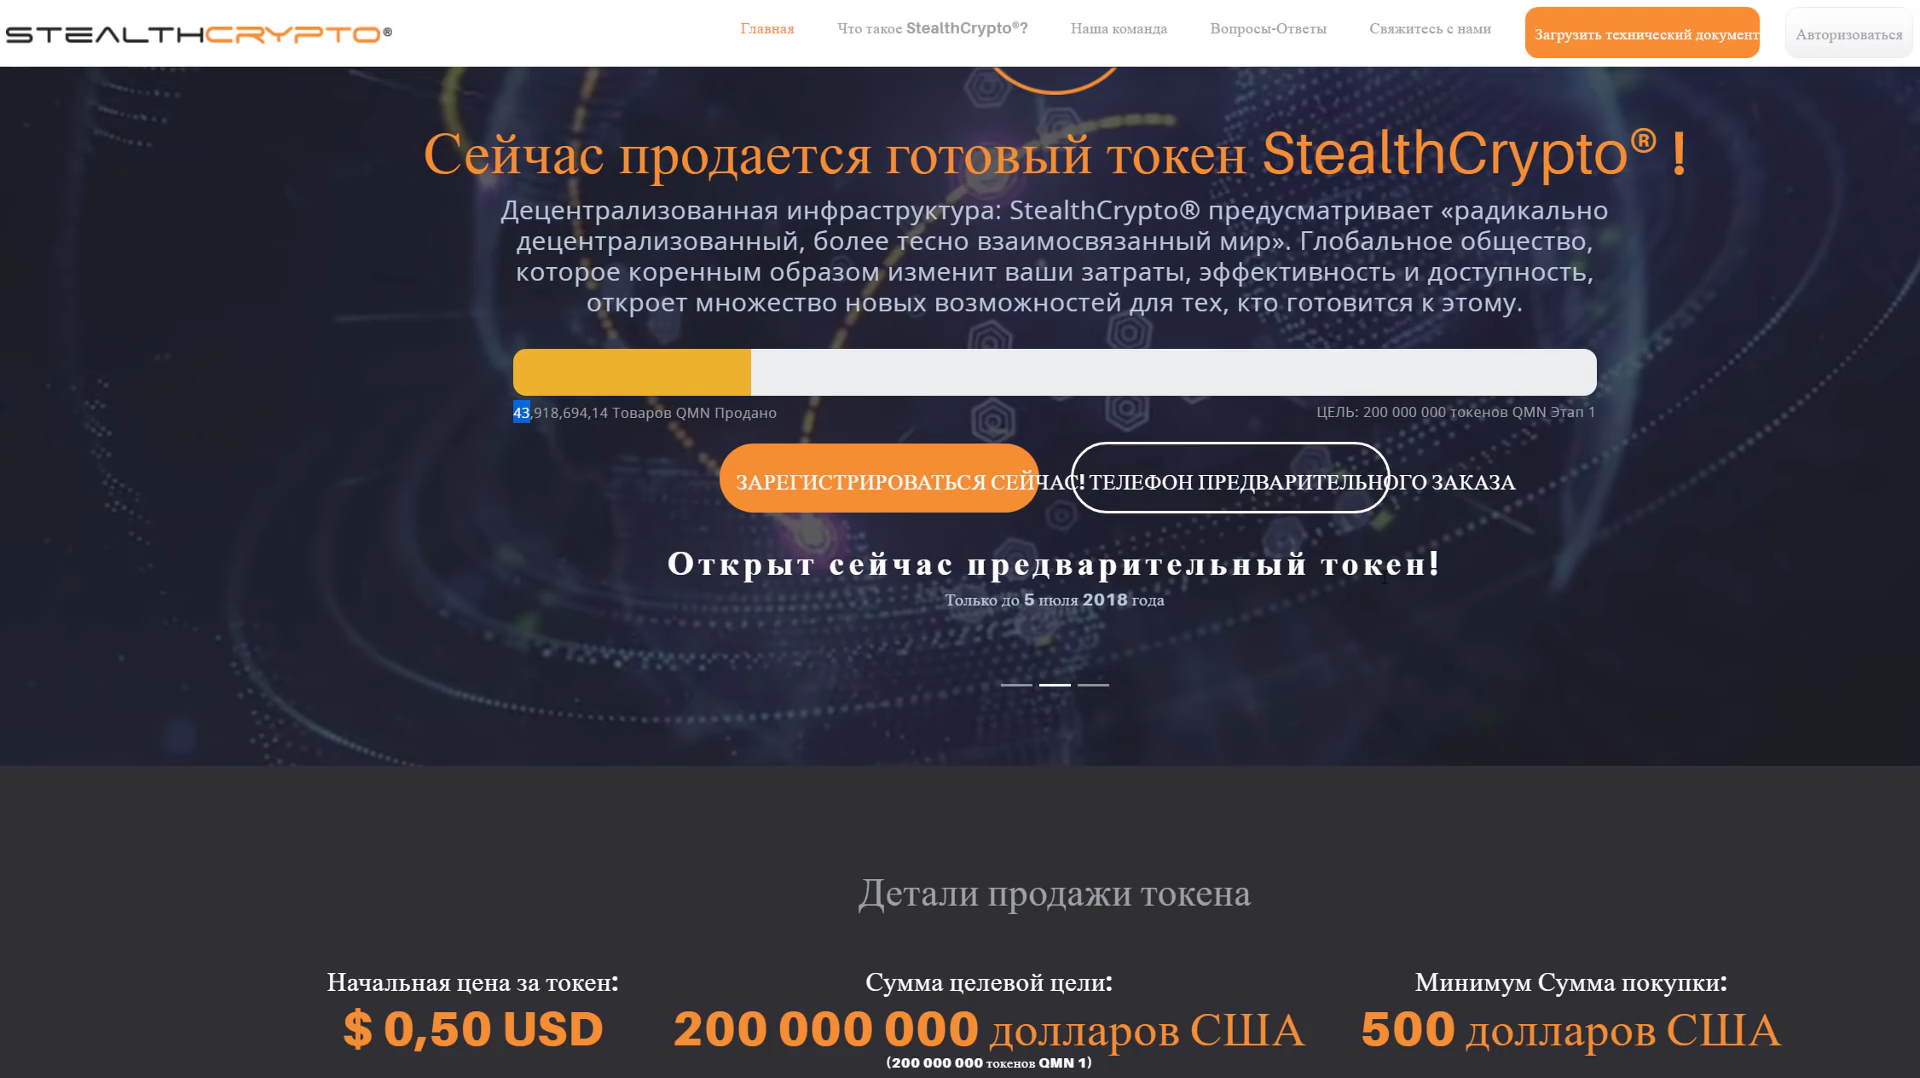 STEALTHCRYPTO®
Главная
Что такое StealthCrypto®?
Наша команда
Вопросы-Ответы
Свяжитесь с нами
Загрузить технический документ
Авторизоваться
Сейчас продается готовый токен StealthCrypto® !
Децентрализованная инфраструктура: StealthCrypto® предусматривает «радикально
децентрализованный, более тесно взаимосвязанный мир». Глобальное общество,
которое коренным образом изменит ваши затраты, эффективность и доступность,
откроет множество новых возможностей для тех, кто готовится к этому.
43,918,694,14 Товаров QMN Продано
ЦЕЛЬ: 200 000 000 токенов QMN Этап 1
ЗАРЕГИСТРИРОВАТЬСЯ СЕЙЧАС!
ТЕЛЕФОН ПРЕДВАРИТЕЛЬНОГО ЗАКАЗА
Открыт сейчас предварительный токен!
Только до 5 июля 2018 года
Детали продажи токена
Начальная цена за токен:
$ 0,50 USD
Сумма целевой цели:
200 000 000 долларов США
(200 000 000 токенов QMN 1)
Минимум Сумма покупки:
500 долларов США